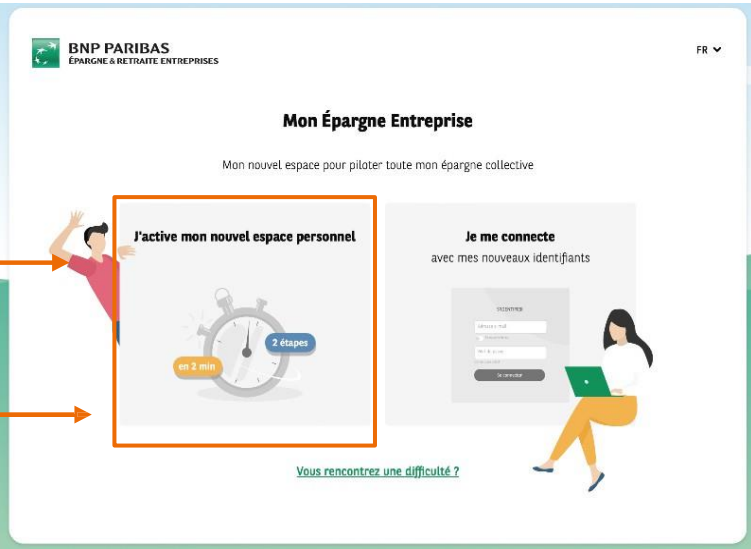 BNP PARIBAS
ÉPARGNE & RETRAITE ENTREPRISES
FR
Mon Épargne Entreprise
Mon nouvel espace pour piloter toute mon épargne collective
J'active mon nouvel espace personnel
2 étapes
en 2 min
Je me connecte
avec mes nouveaux identifiants
Se connecter
Vous rencontrez une difficulté ?